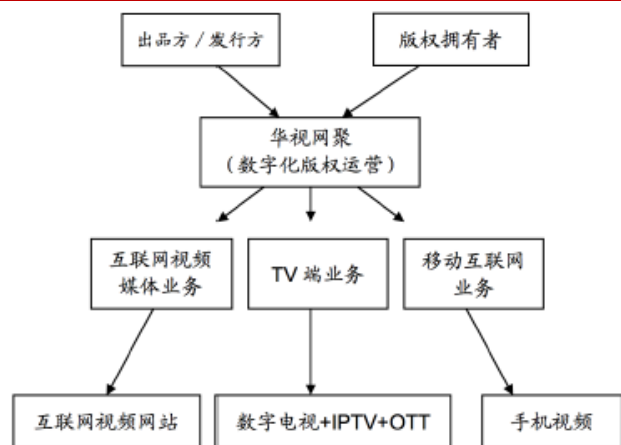 出品方／发行方
版权拥有者
华视网聚
（数字化版权运营）
互联网视频
媒体业务
TV 端业务
移动互联网
业务
互联网视频网站
数字电视+IPTV+OTT
手机视频